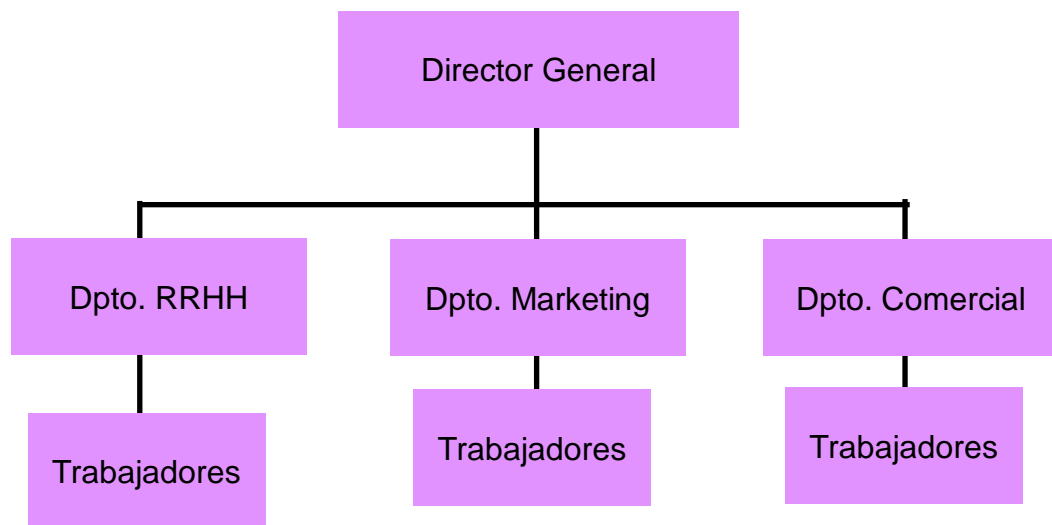 Director General
Dpto. RRHH
Dpto. Marketing
Dpto. Comercial
Trabajadores
Trabajadores
Trabajadores